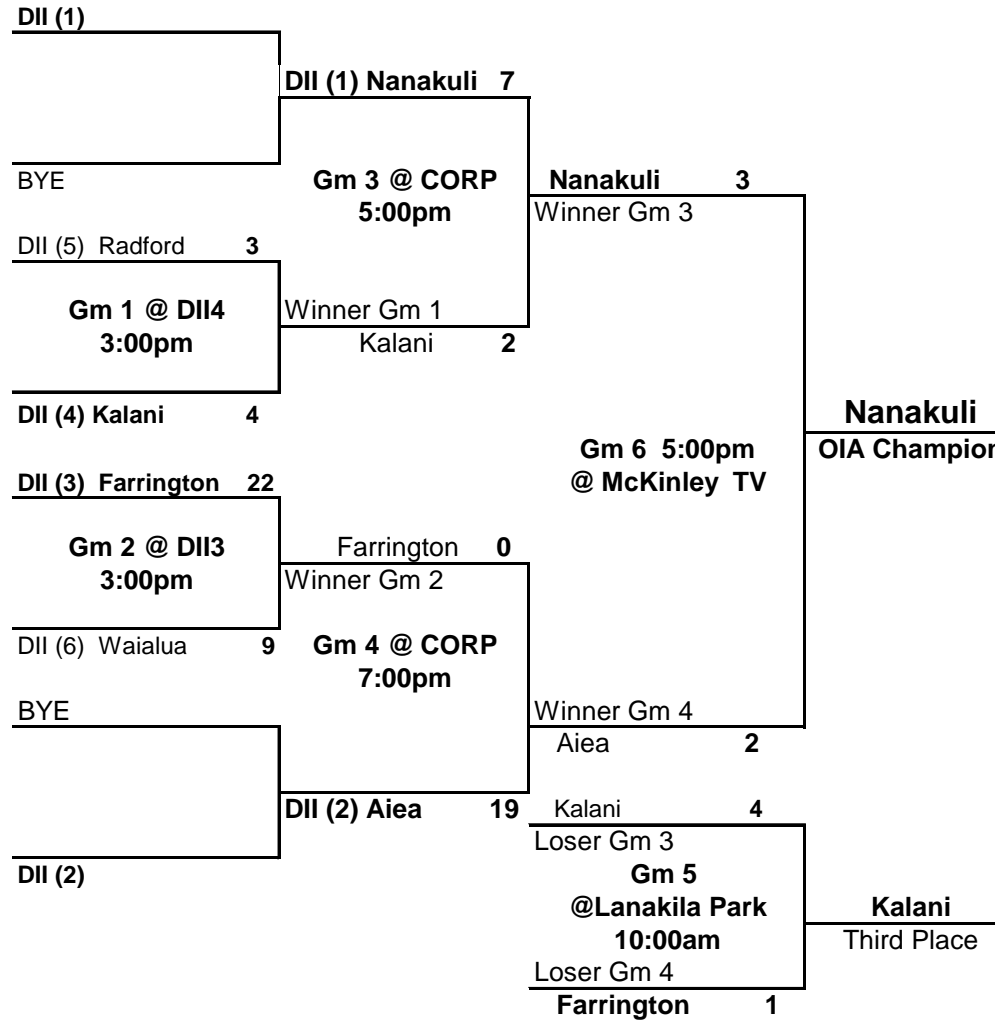 DII (1)
DII (1) Nanakuli 7
BYE
Gm 3 @ CORP
5:00pm
Nanakuli 3
Winner Gm 3
DII (5) Radford 3
Gm 1 @ DII4
3:00pm
Winner Gm 1
Kalani 2
DII (4) Kalani 4
Nanakuli
OIA Champion
Gm 6 5:00pm
@ McKinley TV
DII (3) Farrington 22
Gm 2 @ DII3
3:00pm
Farrington 0
Winner Gm 2
DII (6) Waialua 9
Gm 4 @ CORP
7:00pm
BYE
Winner Gm 4
Aiea 2
DII (2) Aiea 19
Kalani 4
Loser Gm 3
DII (2)
Gm 5
@Lanakila Park
10:00am
Kalani
Third Place
Loser Gm 4
Farrington 1